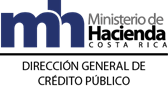 mh Ministerio de
Hacienda
COSTA RICA
DIRECCIÓN GENERAL DE
CRÉDITO PÚBLICO